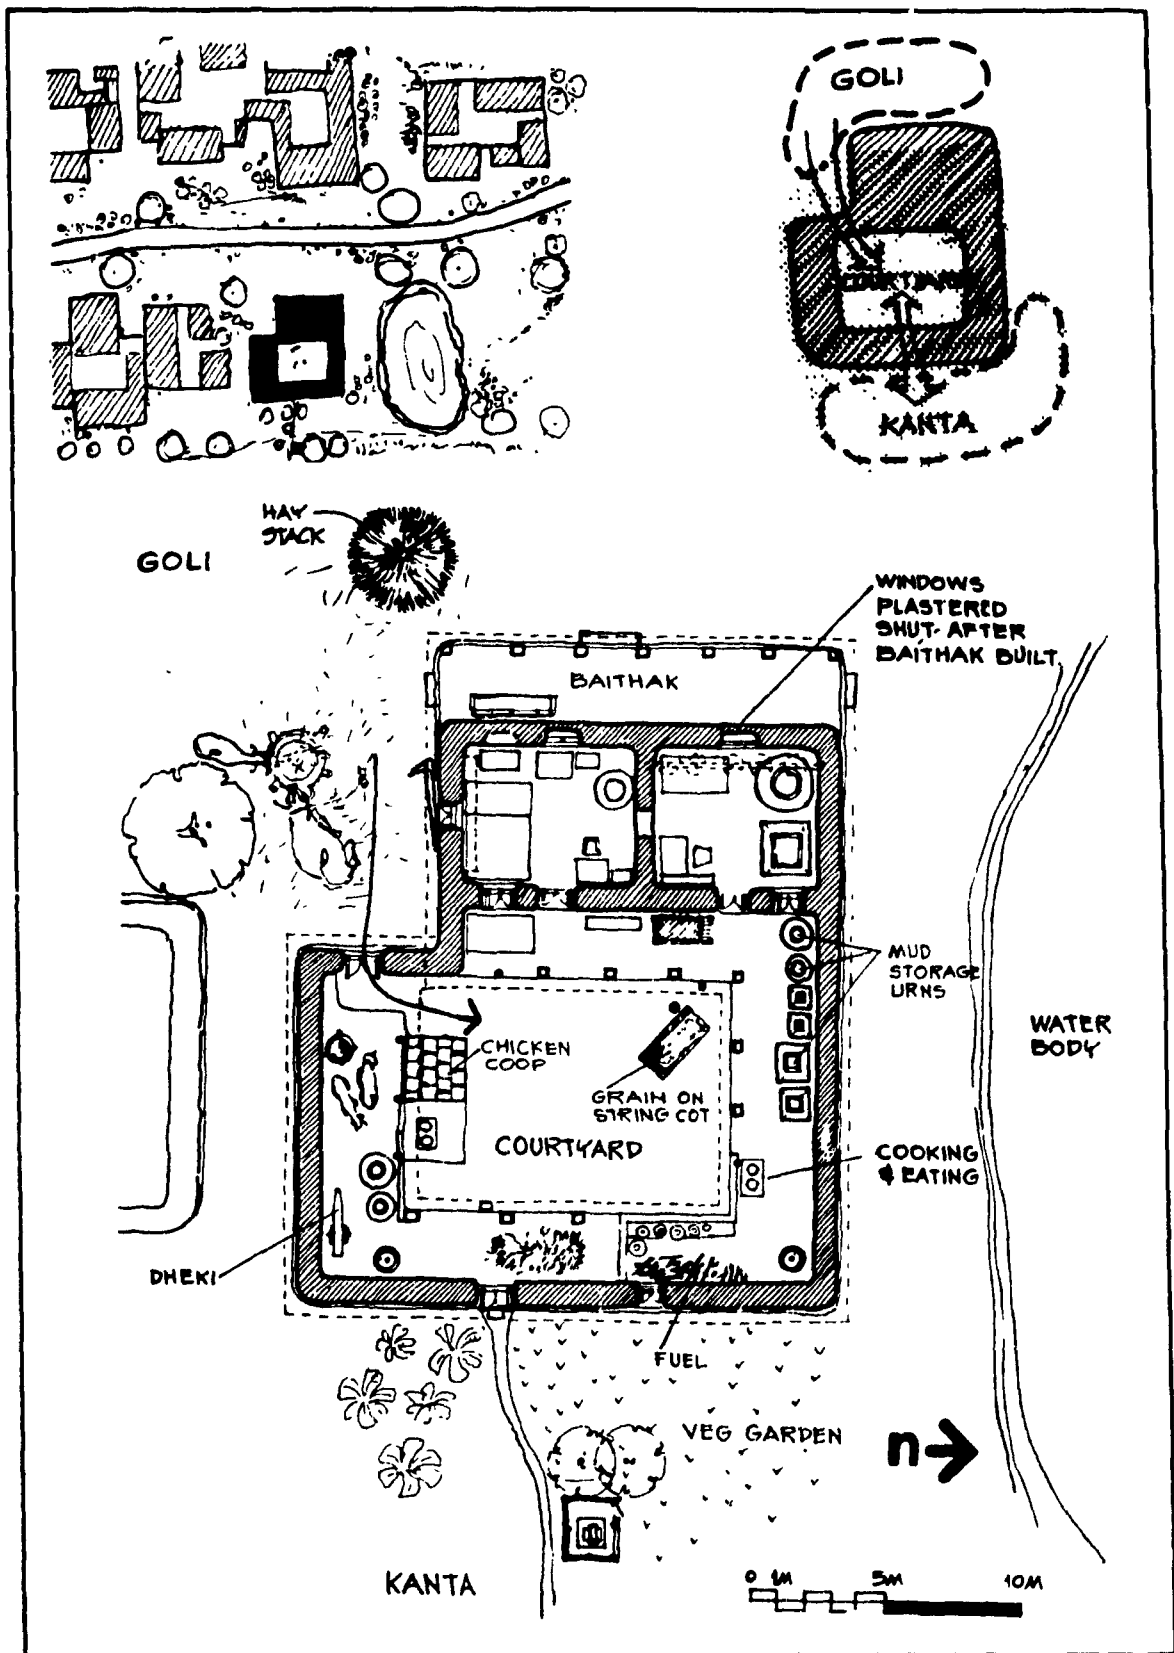 GOLI
COURTYARD
KANTA
HAY
STACK
GOLI
WINDOWS
PLASTERED
SHUT AFTER
BAITHAK BUILT
BAITHAK
MUD
STORAGE
URNS
WATER
BODY
CHICKEN
COOP
GRAIN ON
STRING COT
COURTYARD
COOKING
& EATING
DHEKI
FUEL
VEG GARDEN
n
KANTA
0 1M 5M 10M